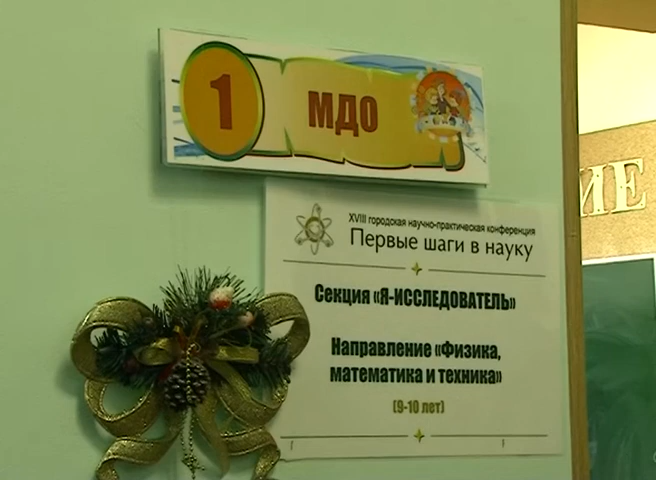 1
МДО
XVIII городская научно-практическая конференция
Первые шаги в науку
Секция «Я-ИССЛЕДОВАТЕЛЬ»
Направление «Физика,
математика и техника»
(9-10 лет)
ИЕ